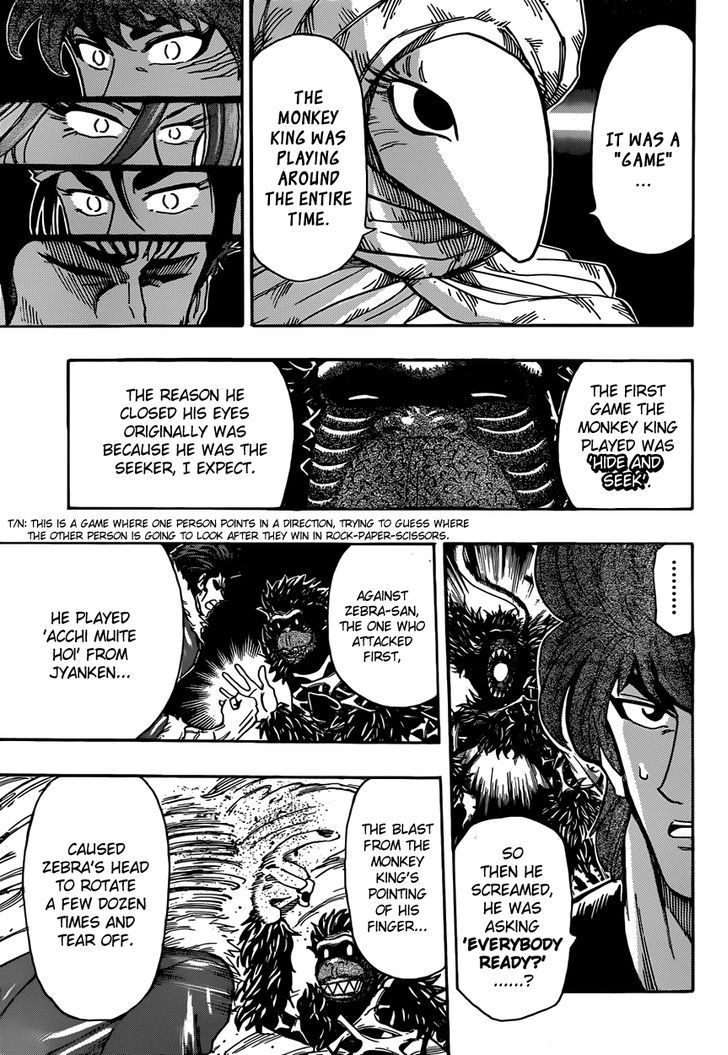 IT WAS A
"GAME"
...
THE
MONKEY
KING WAS
PLAYING
AROUND
THE ENTIRE
TIME.
THE FIRST
GAME THE
MONKEY KING
PLAYED WAS
'HIDE AND
SEEK'.
THE REASON HE
CLOSED HIS EYES
ORIGINALLY WAS
BECAUSE HE WAS THE
SEEKER, I EXPECT.
T/N: THIS IS A GAME WHERE ONE PERSON POINTS IN A DIRECTION, TRYING TO GUESS WHERE
THE OTHER PERSON IS GOING TO LOOK AFTER THEY WIN IN ROCK-PAPER-SCISSORS.
.........
SO
THEN HE
SCREAMED,
HE WAS
ASKING
'EVERYBODY
READY?'
......?
AGAINST
ZEBRA-SAN,
THE ONE WHO
ATTACKED
FIRST,
HE PLAYED
'ACCHI MUITE
HOI' FROM
JYANKEN...
THE BLAST
FROM THE
MONKEY
KING'S
POINTING
OF HIS
FINGER...
CAUSED
ZEBRA'S HEAD
TO ROTATE
A FEW DOZEN
TIMES AND
TEAR OFF.